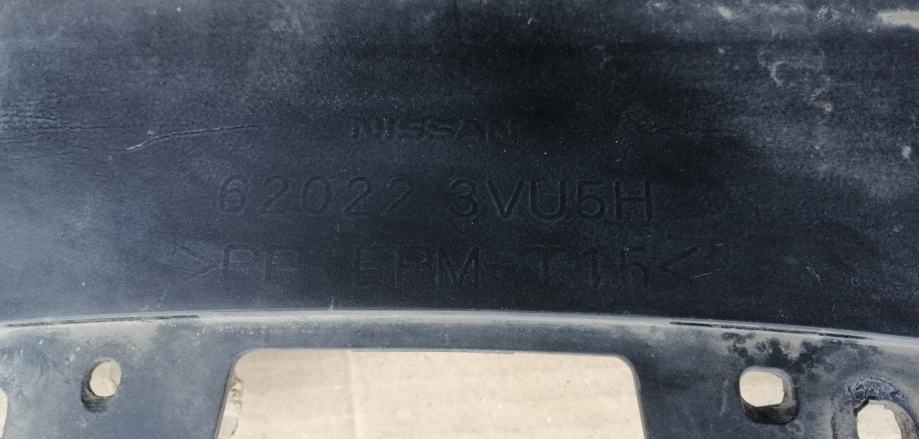 NISSAN
62022 3VU5H
>PP+EPM-T15<